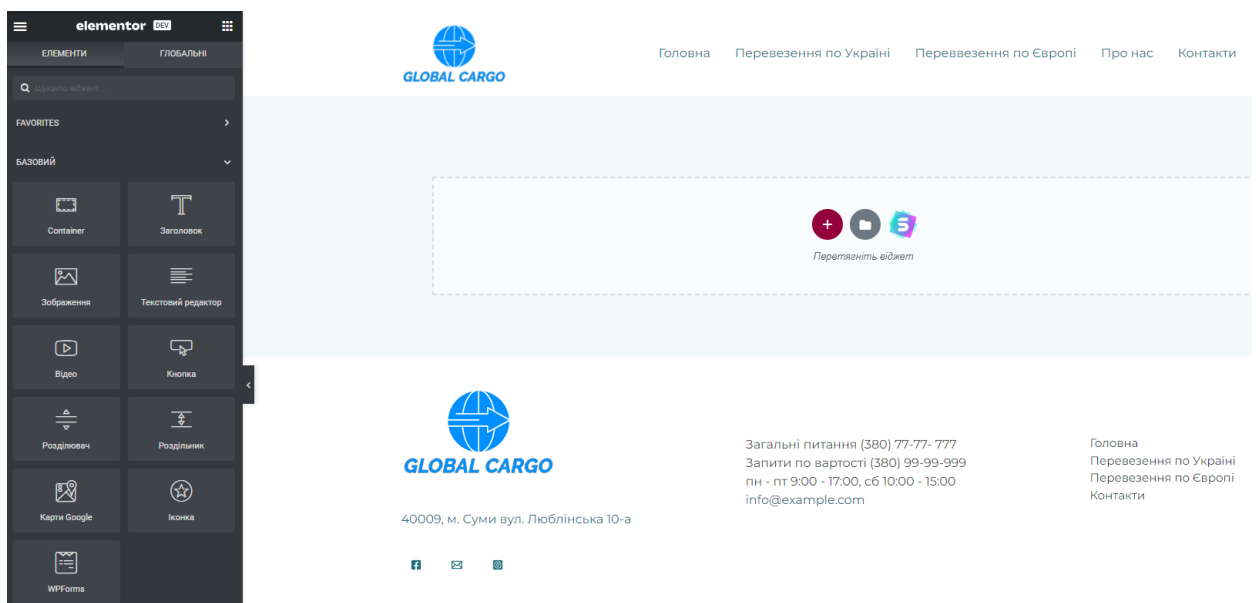 elementor DEV
ЕЛЕМЕНТИ ГЛОБАЛЬНІ
Шукати віджет...
FAVORITES
БАЗОВИЙ
Container Заголовок
Зображення Текстовий редактор
Відео Кнопка
Розділювач Роздільник
Карти Google Іконка
WPForms
GLOBAL CARGO
Головна Перевезення по Україні Переввезення по Європі Про нас Контакти
Перетягніть віджет
GLOBAL CARGO
40009, м. Суми вул. Люблінська 10-а
Загальні питання (380) 77-77- 777
Запити по вартості (380) 99-99-999
пн - пт 9:00 - 17:00, сб 10:00 - 15:00
info@example.com
Головна
Перевезення по Україні
Перевезення по Європі
Контакти